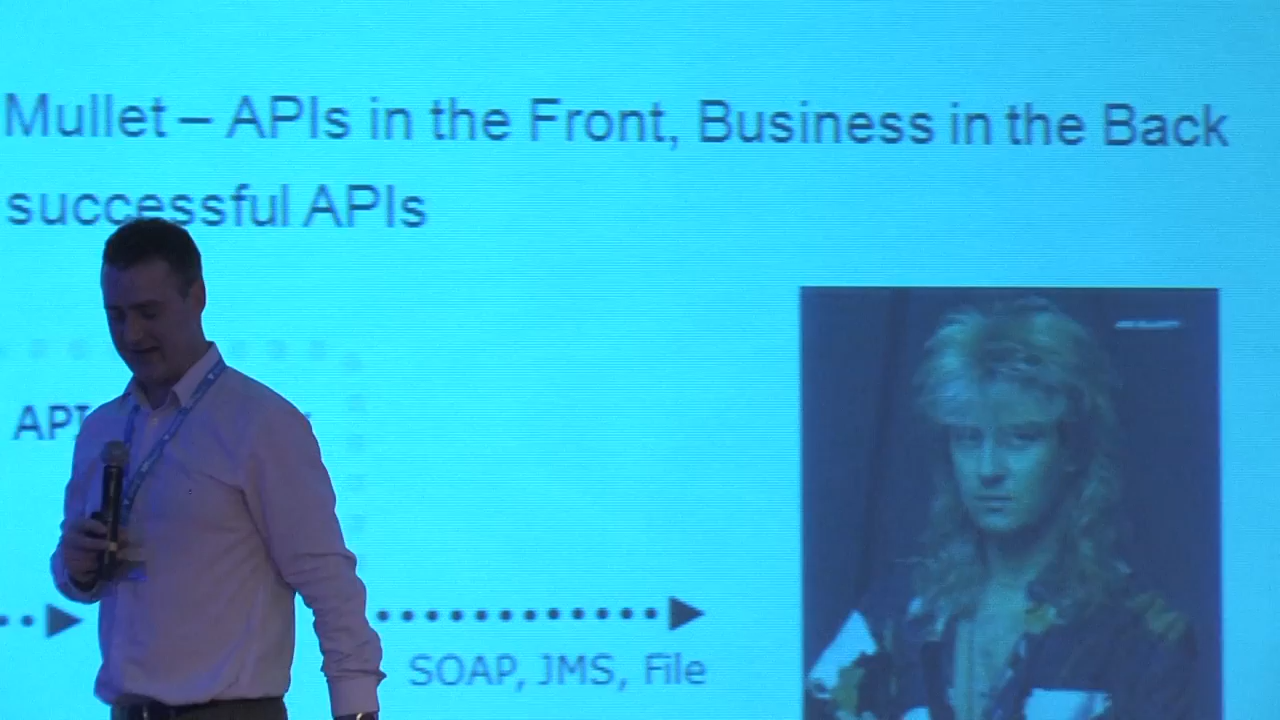 Mullet – APIs in the Front, Business in the Back
successful APIs
API
SOAP, JMS, File